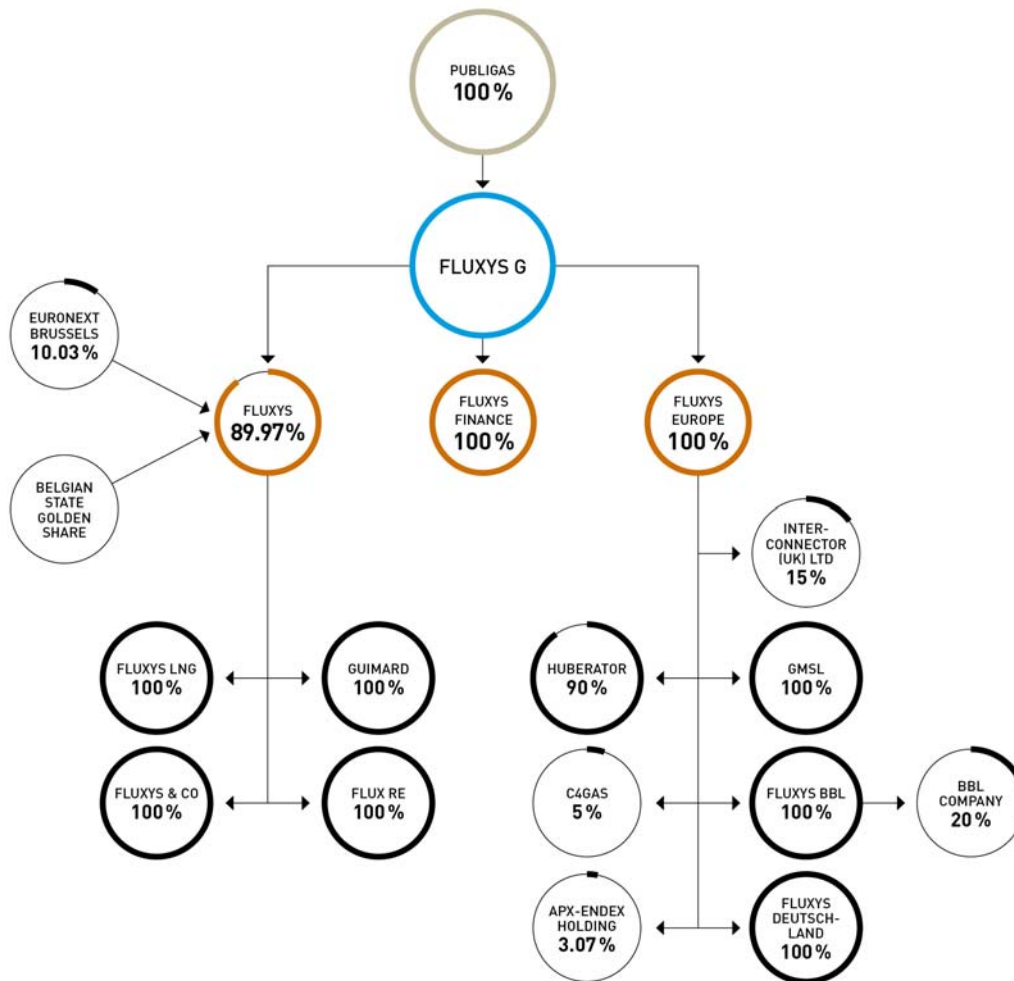 PUBLIGAS
100%
FLUXYS G
EURONEXT
BRUSSELS
10.03%
BELGIAN
STATE
GOLDEN
SHARE
FLUXYS
89.97%
FLUXYS
FINANCE
100%
FLUXYS
EUROPE
100%
INTER-
CONNECTOR
(UK) LTD
15%
FLUXYS LNG
100%
GUIMARD
100%
HUBERATOR
90%
GMSL
100%
FLUXYS & CO
100%
FLUX RE
100%
C4GAS
5%
FLUXYS BBL
100%
BBL
COMPANY
20%
APX-ENDEX
HOLDING
3.07%
FLUXYS
DEUTSCH-
LAND
100%